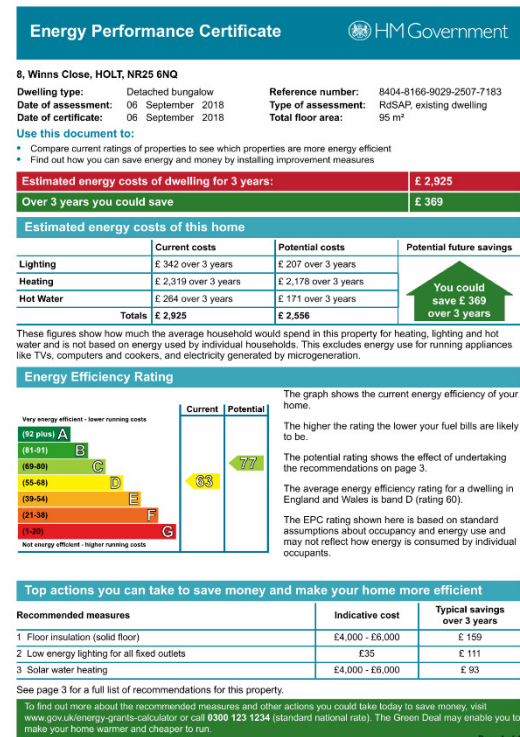 Energy Performance Certificate
HM Government
8, Winns Close, HOLT, NR25 6NQ
Dwelling type: Detached bungalow
Date of assessment: 06 September 2018
Date of certificate: 06 September 2018
Reference number: 8404-8166-9029-2507-7183
Type of assessment: RdSAP, existing dwelling
Total floor area: 95 m²
Use this document to:
• Compare current ratings of properties to see which properties are more energy efficient
• Find out how you can save energy and money by installing improvement measures
Estimated energy costs of dwelling for 3 years: £ 2,925
Over 3 years you could save £ 369
Estimated energy costs of this home
Current costs Potential costs Potential future savings
Lighting £ 342 over 3 years £ 207 over 3 years
Heating £ 2,319 over 3 years £ 2,178 over 3 years
Hot Water £ 264 over 3 years £ 171 over 3 years
Totals £ 2,925 £ 2,556
You could
save £ 369
over 3 years
These figures show how much the average household would spend in this property for heating, lighting and hot
water and is not based on energy used by individual households. This excludes energy use for running appliances
like TVs, computers and cookers, and electricity generated by microgeneration.
Energy Efficiency Rating
Current Potential
Very energy efficient - lower running costs
(92 plus) A
(81-91) B
(69-80) C
(55-68) D
(39-54) E
(21-38) F
(1-20) G
Not energy efficient - higher running costs
63
77
The graph shows the current energy efficiency of your
home.
The higher the rating the lower your fuel bills are likely
to be.
The potential rating shows the effect of undertaking
the recommendations on page 3.
The average energy efficiency rating for a dwelling in
England and Wales is band D (rating 60).
The EPC rating shown here is based on standard
assumptions about occupancy and energy use and
may not reflect how energy is consumed by individual
occupants.
Top actions you can take to save money and make your home more efficient
Recommended measures Indicative cost Typical savings
over 3 years
1 Floor insulation (solid floor) £4,000 - £6,000 £ 159
2 Low energy lighting for all fixed outlets £35 £ 111
3 Solar water heating £4,000 - £6,000 £ 93
See page 3 for a full list of recommendations for this property.
To find out more about the recommended measures and other actions you could take today to save money, visit
www.gov.uk/energy-grants-calculator or call 0300 123 1234 (standard national rate). The Green Deal may enable you to
make your home warmer and cheaper to run.